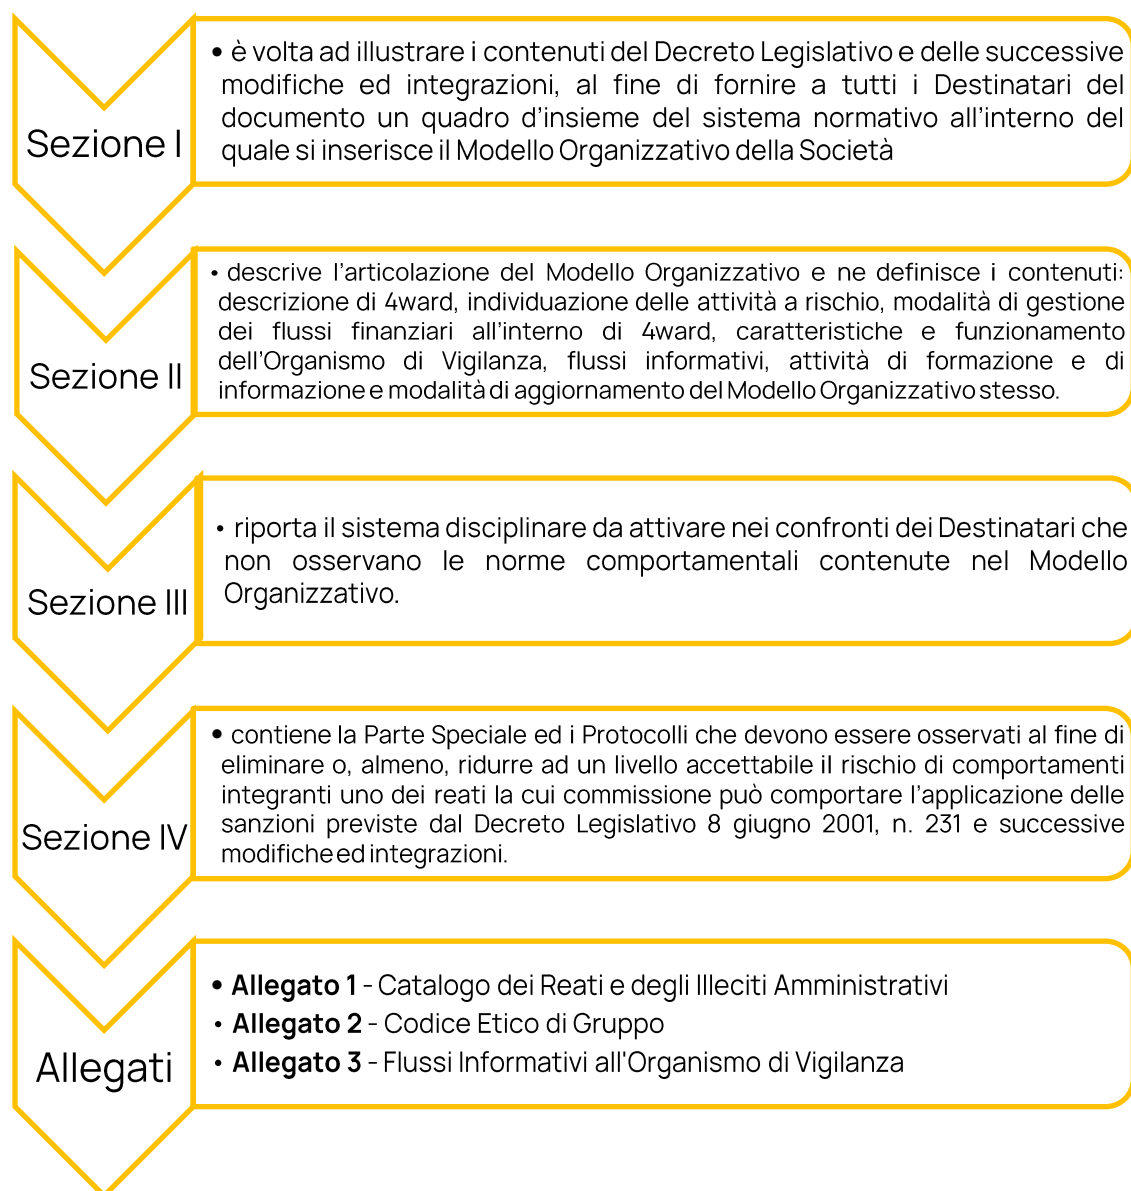 Sezione I
• è volta ad illustrare i contenuti del Decreto Legislativo e delle successive
modifiche ed integrazioni, al fine di fornire a tutti i Destinatari del
documento un quadro d’insieme del sistema normativo all’interno del
quale si inserisce il Modello Organizzativo della Società
Sezione II
• descrive l’articolazione del Modello Organizzativo e ne definisce i contenuti:
descrizione di 4ward, individuazione delle attività a rischio, modalità di gestione
dei flussi finanziari all’interno di 4ward, caratteristiche e funzionamento
dell’Organismo di Vigilanza, flussi informativi, attività di formazione e di
informazione e modalità di aggiornamento del Modello Organizzativo stesso.
Sezione III
• riporta il sistema disciplinare da attivare nei confronti dei Destinatari che
non osservano le norme comportamentali contenute nel Modello
Organizzativo.
Sezione IV
• contiene la Parte Speciale ed i Protocolli che devono essere osservati al fine di
eliminare o, almeno, ridurre ad un livello accettabile il rischio di comportamenti
integranti uno dei reati la cui commissione può comportare l’applicazione delle
sanzioni previste dal Decreto Legislativo 8 giugno 2001, n. 231 e successive
modifiche ed integrazioni.
Allegati
• Allegato 1 - Catalogo dei Reati e degli Illeciti Amministrativi
• Allegato 2 - Codice Etico di Gruppo
• Allegato 3 - Flussi Informativi all'Organismo di Vigilanza